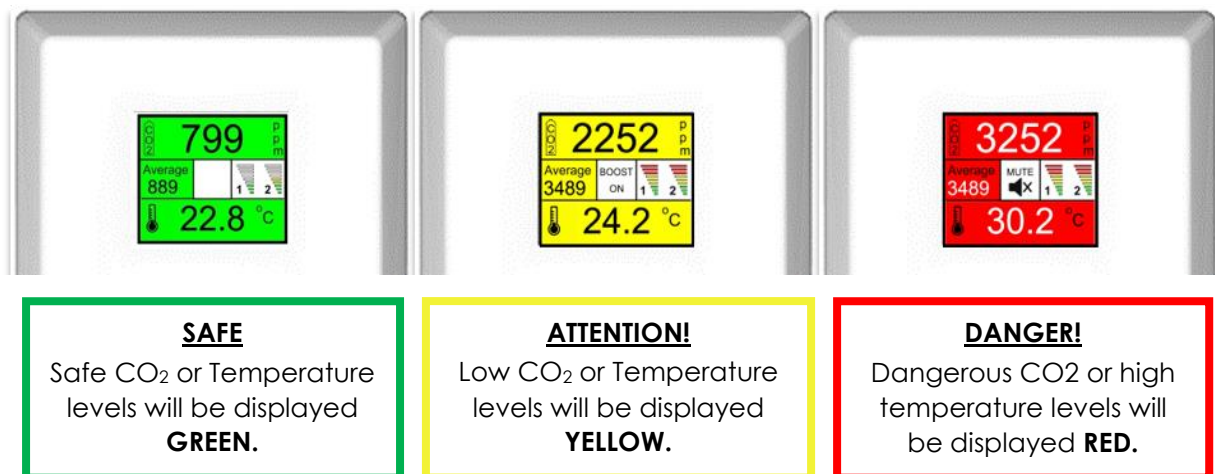 CO2 799 ppm
Average
889
1 2
22.8 °C
CO2 2252 ppm
Average BOOST
3489 ON 1 2
24.2 °C
CO2 3252 ppm
Average MUTE
3489 1 2
30.2 °C
SAFE
Safe CO₂ or Temperature
levels will be displayed
GREEN.
ATTENTION!
Low CO₂ or Temperature
levels will be displayed
YELLOW.
DANGER!
Dangerous CO2 or high
temperature levels will
be displayed RED.